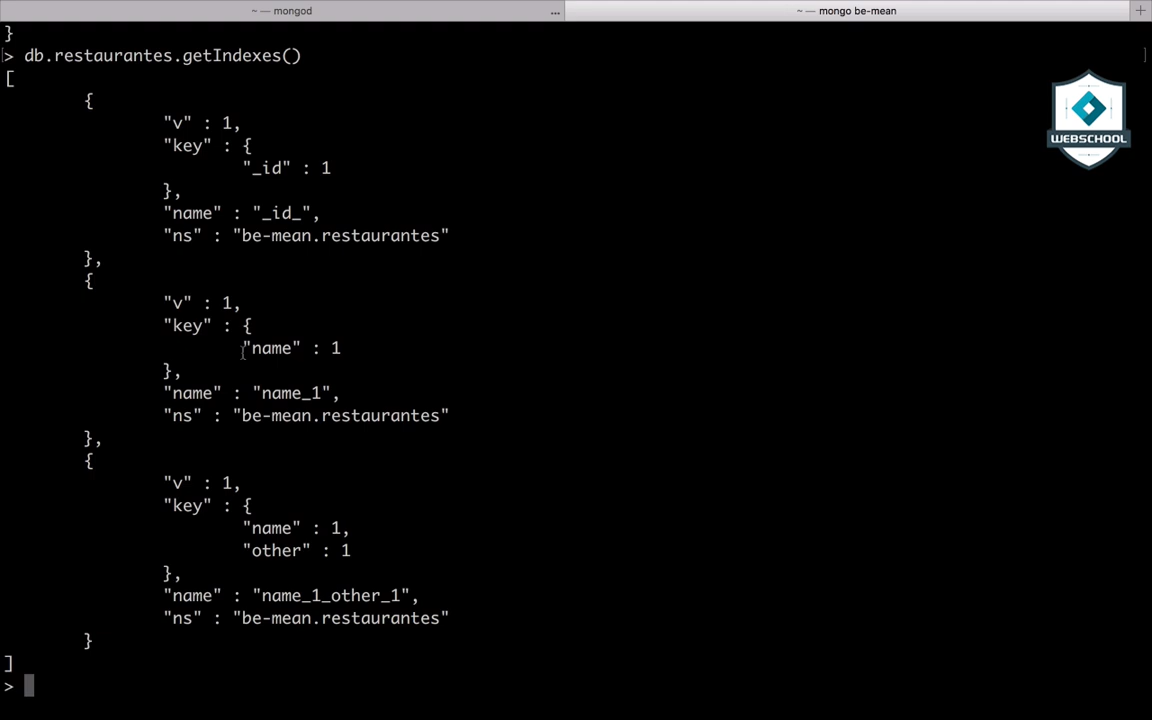 ~ — mongod
...
~ — mongo be-mean
+
}
> db.restaurantes.getIndexes()
[
{
"v" : 1,
"key" : {
"_id" : 1
},
"name" : "_id_",
"ns" : "be-mean.restaurantes"
},
{
"v" : 1,
"key" : {
"name" : 1
},
"name" : "name_1",
"ns" : "be-mean.restaurantes"
},
{
"v" : 1,
"key" : {
"name" : 1,
"other" : 1
},
"name" : "name_1_other_1",
"ns" : "be-mean.restaurantes"
}
]
>
WEBSCHOOL